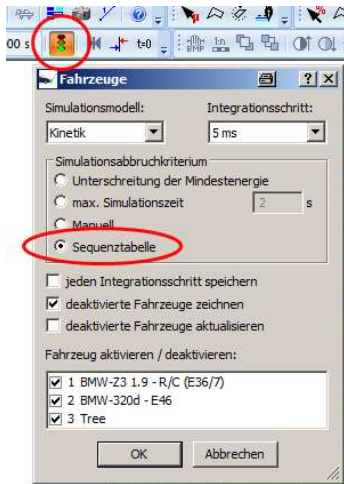 00 s
t=0
Fahrzeuge
Simulationsmodell:
Integrationsschritt:
Kinetik
5 ms
Simulationsabbruchkriterium
Unterschreitung der Mindestenergie
max. Simulationszeit
2
s
Manuell
Sequenztabelle
jeden Integrationsschritt speichern
deaktivierte Fahrzeuge zeichnen
deaktivierte Fahrzeuge aktualisieren
Fahrzeug aktivieren / deaktivieren:
1 BMW-Z3 1.9 - R/C (E36/7)
2 BMW-320d - E46
3 Tree
OK
Abbrechen